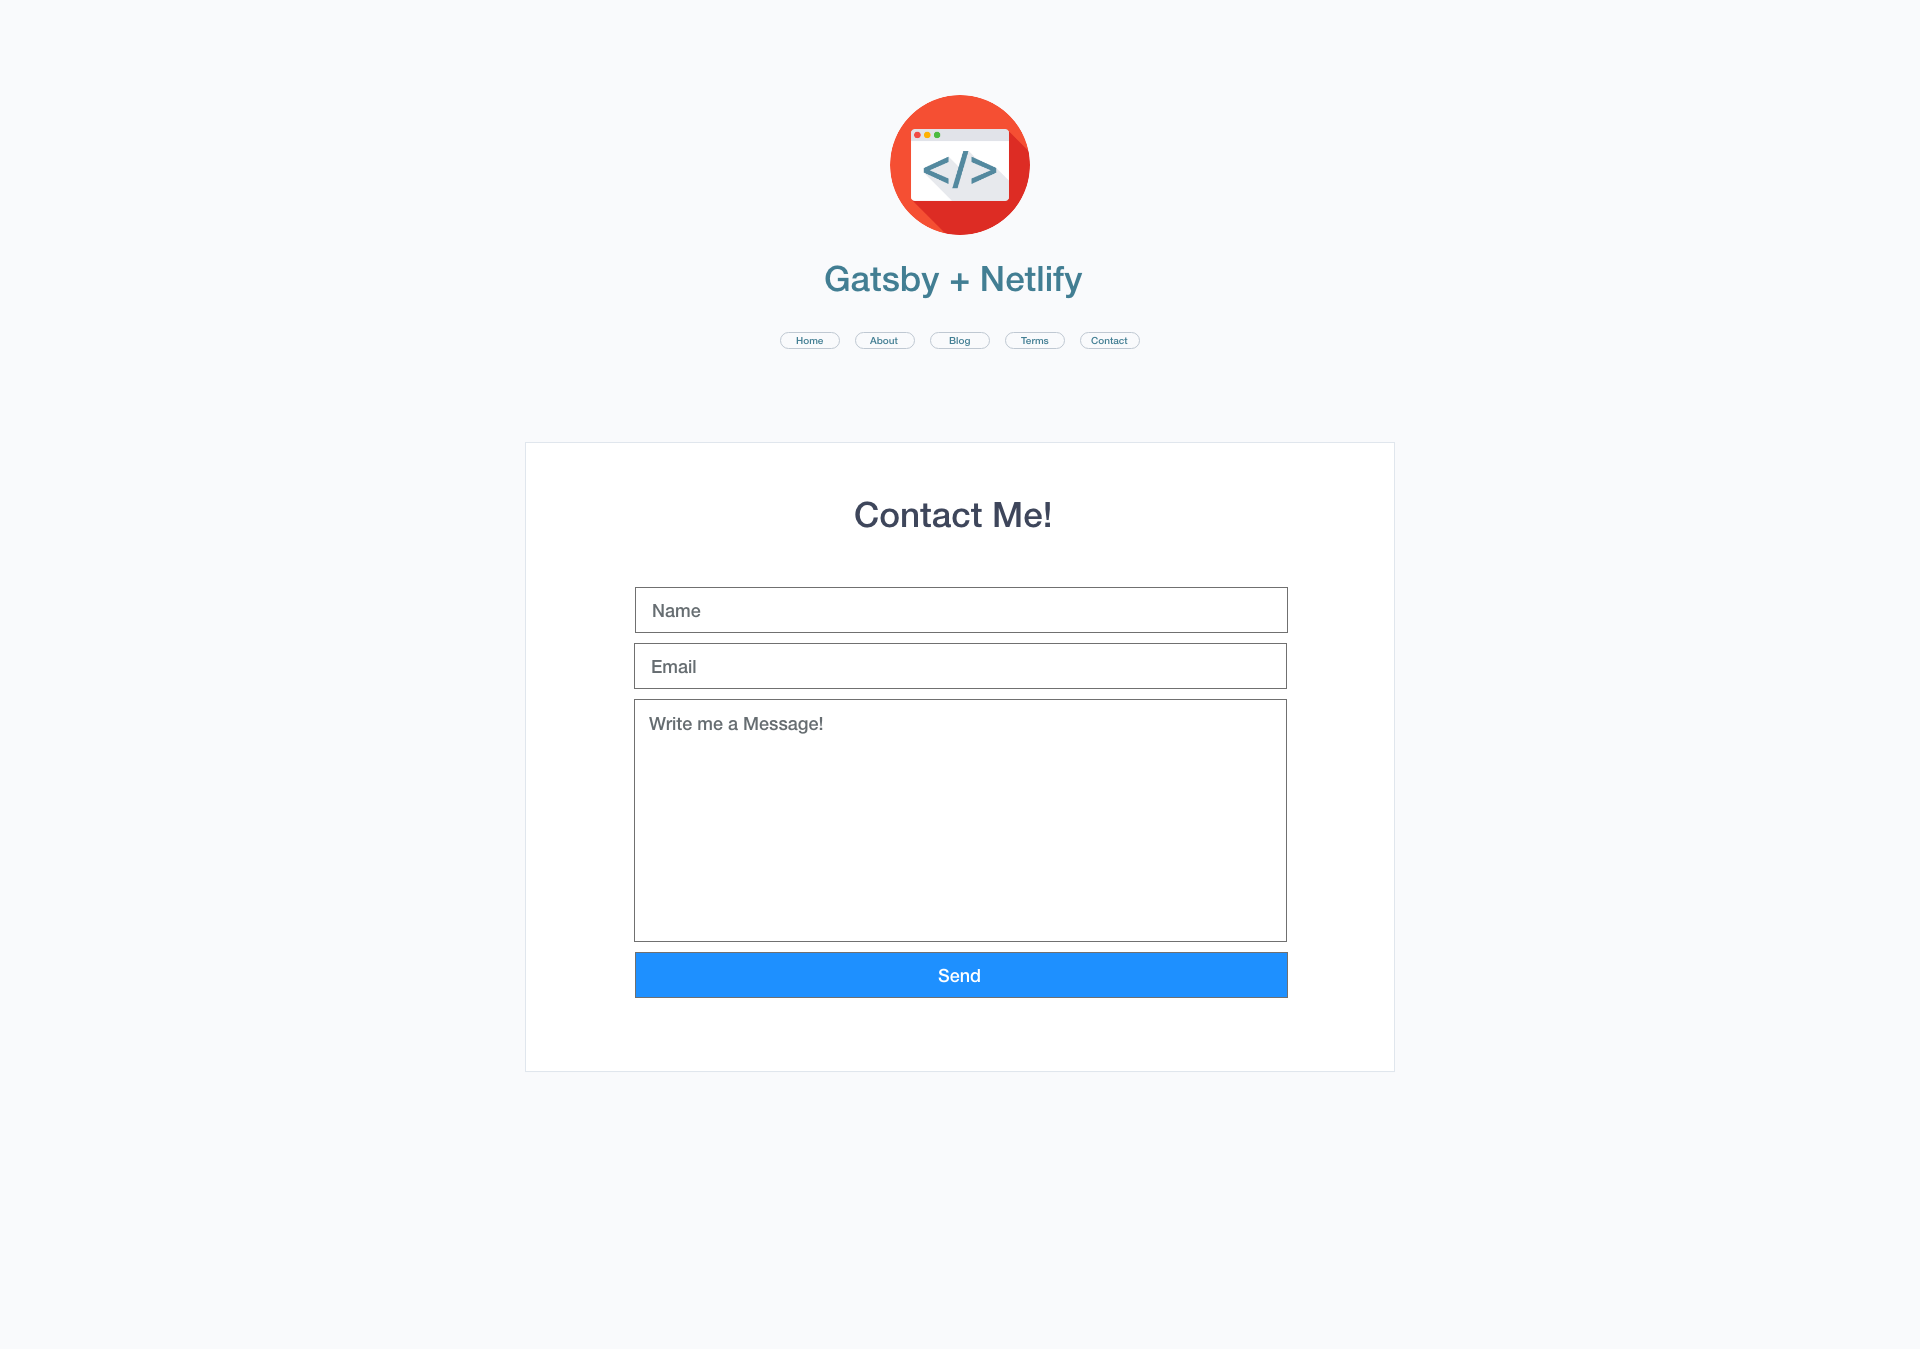 </>
Gatsby + Netlify
Home About Blog Terms Contact
Contact Me!
Name
Email
Write me a Message!
Send